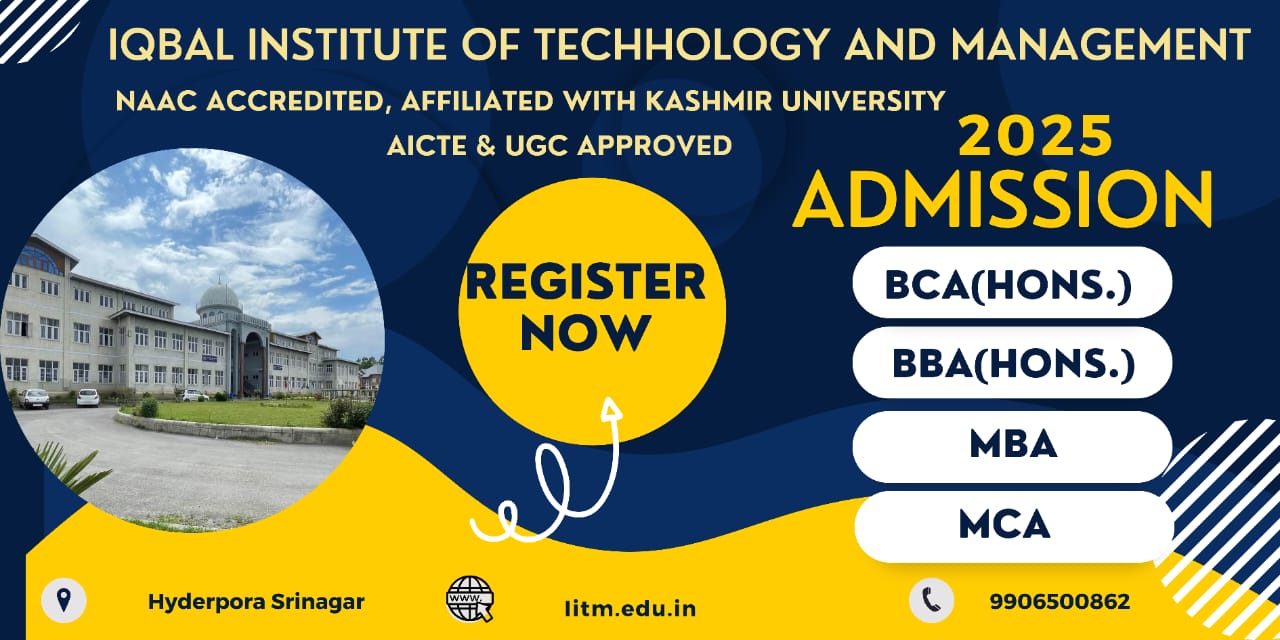 IQBAL INSTITUTE OF TECHHOLOGY AND MANAGEMENT
NAAC ACCREDITED, AFFILIATED WITH KASHMIR UNIVERSITY
AICTE & UGC APPROVED
2025
ADMISSION
REGISTER
NOW
BCA(HONS.)
BBA(HONS.)
MBA
MCA
Hyderpora Srinagar
WWW.
Iitm.edu.in
9906500862